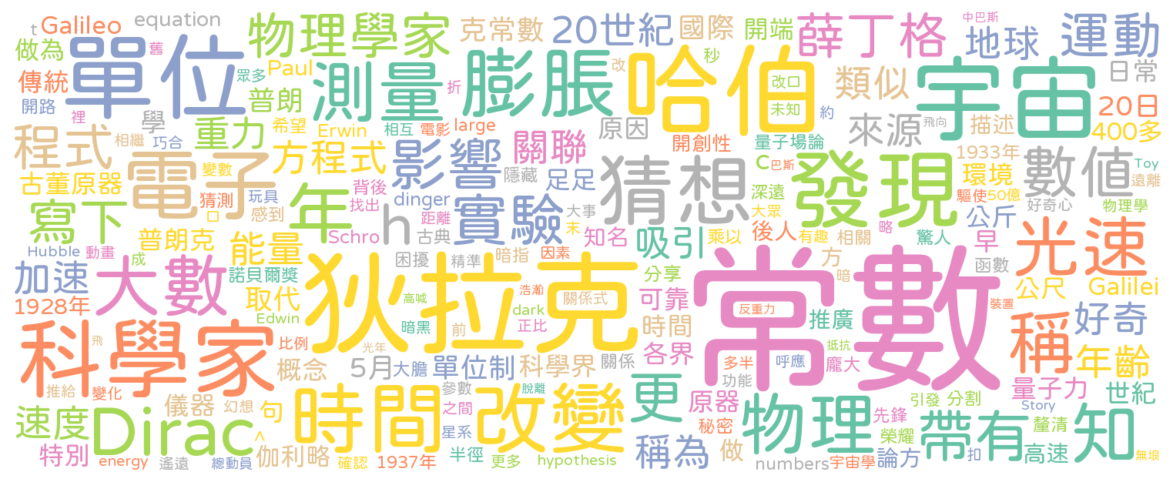 t Galileo equation 物理學家 克常數 20世紀 國際 開端 薛丁格 中巴斯 地球 運動
做為 舊 單位 測量 膨脹 哈伯 秒 改口 未知 約 類似 宇宙 日常
傳統 眾多 Paul 普朗 折 改 20日
開路 裡 學 重力 希望 Erwin 相互 電影 large 原因 開創性 量子場論 來源 飛向 描述 400多
程式 相繼 巧合 方程式 影響 關聯 隱藏 猜想 C 巴斯 發現 1933年 環境 數值 Toy 遠離
古董原器 電子 變數 猜測 玩具 年 背後 找出 dinger 足足 深遠 大眾 驅使 50億 好奇心 物理學
寫下 口 感到 h 距離 古典 實驗 大事 末 知名 吸引 乘以 有趣 後人 相關 略 驚人 公斤 早
Hubble 動畫 普朗克 能量 Schro 困擾 精準 暗指 因素 方 暗 函數 光速
加速 成 大數 諾貝爾獎 狄拉克 高喊 浩瀚 關係式 分享 可靠 常數 反重力 公尺 Galilei
1928年 取代 Edwin 比例 暗黑 前 dark 正比 時間 推廣 裝置 稱 好奇
科學家 飛 概念 光年 5月 大膽 單位制 科學界 關係 各界 多半 呼應 抵抗 龐大 年齡
推給 變化 儀器 幻想 時間 參數 之間 改變 脫離 更 原器 功能 物理 引發 分割 量子力 世紀
速度 Dirac 句 星系 秘密 先鋒 Story 釐清 帶有 知
特別 ^ 伽利略 半徑 稱為 做 榮耀 扣 高速
energy 遙遠 總動員 確認 1937年 更多 hypothesis numbers 宇宙學 論方 無垠